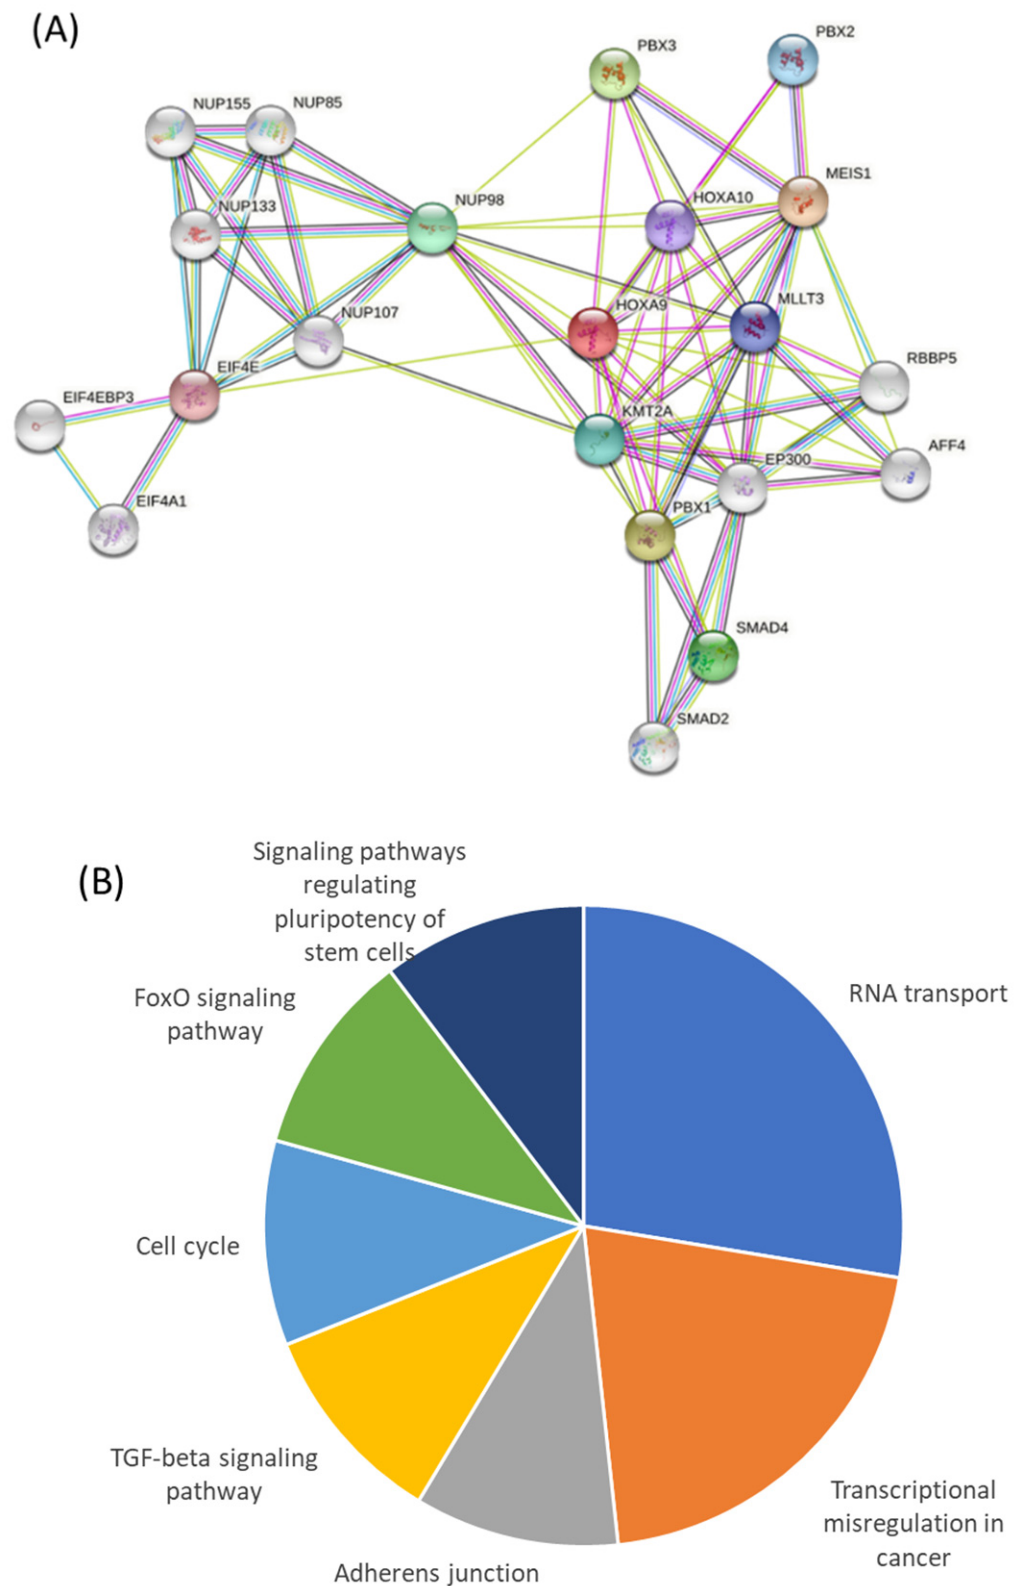 (A)
PBX3
PBX2
NUP155
NUP85
MEIS1
NUP98
HOXA10
NUP133
MLLT3
HOXA9
NUP107
RBBP5
EIF4E
EIF4EBP3
KMT2A
AFF4
EP300
EIF4A1
PBX1
SMAD4
SMAD2
(B)
Signaling pathways
regulating
pluripotency of
stem cells
FoxO signaling
pathway
RNA transport
Cell cycle
TGF-beta signaling
pathway
Transcriptional
misregulation in
cancer
Adherens junction